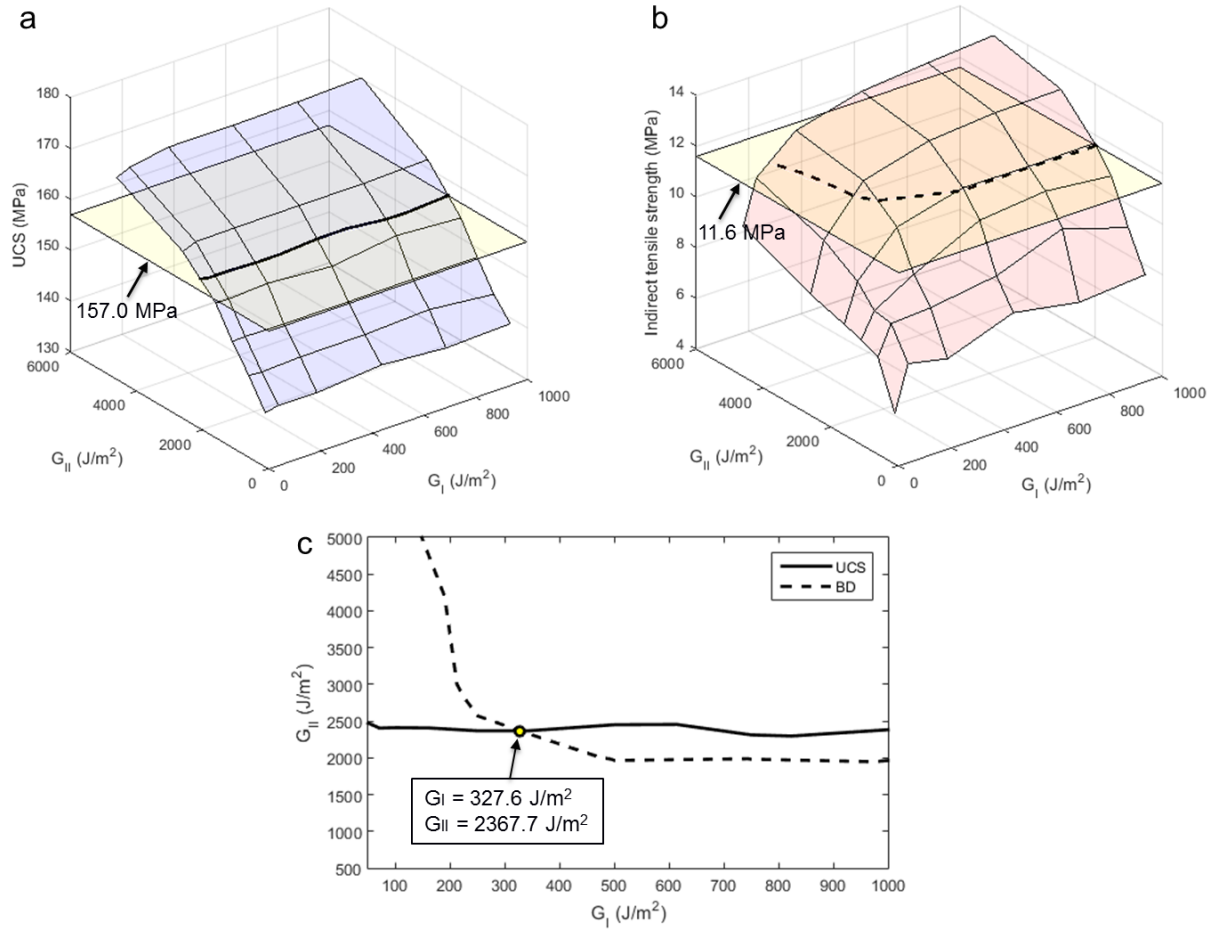 a
UCS (MPa)
180
170
160
150
140
130
157.0 MPa
6000
4000
2000
0
G_II (J/m²)
0
200
400
600
800
1000
G_I (J/m²)
b
Indirect tensile strength (MPa)
14
12
10
8
6
4
11.6 MPa
6000
4000
2000
0
G_II (J/m²)
0
200
400
600
800
1000
G_I (J/m²)
c
G_II (J/m²)
5000
4500
4000
3500
3000
2500
2000
1500
1000
500
UCS
BD
GI = 327.6 J/m²
GII = 2367.7 J/m²
100 200 300 400 500 600 700 800 900 1000
G_I (J/m²)